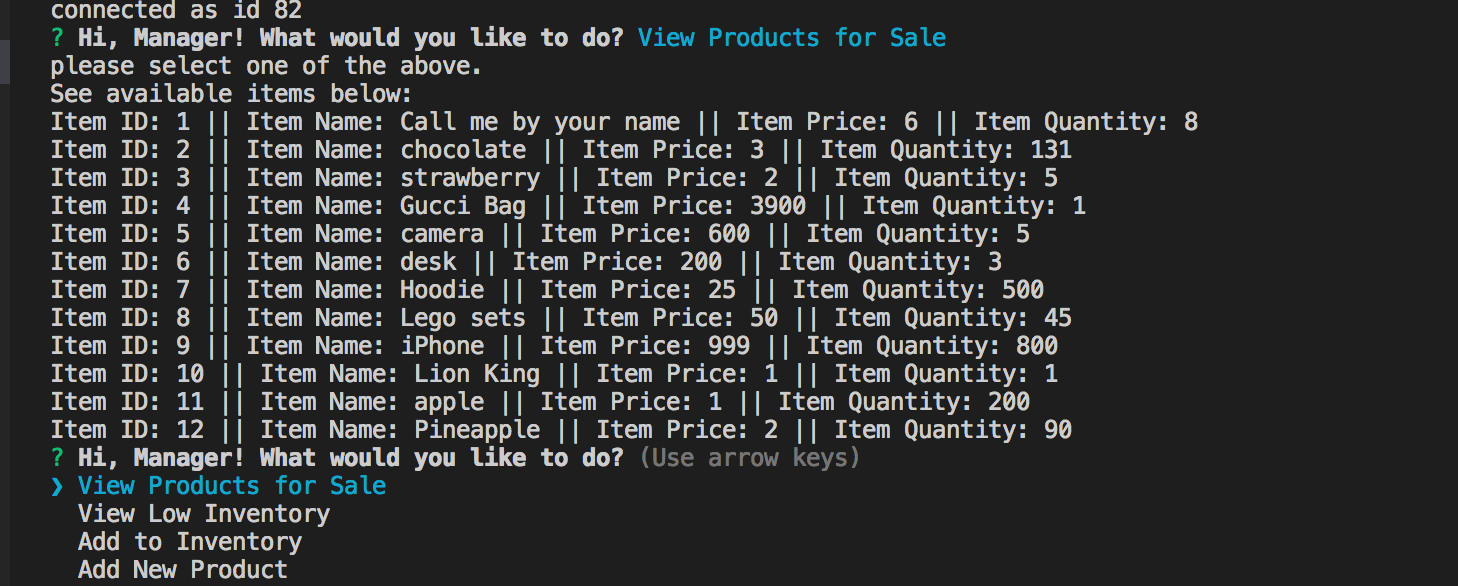 connected as id 82
? Hi, Manager! What would you like to do? View Products for Sale
please select one of the above.
See available items below:
Item ID: 1 || Item Name: Call me by your name || Item Price: 6 || Item Quantity: 8
Item ID: 2 || Item Name: chocolate || Item Price: 3 || Item Quantity: 131
Item ID: 3 || Item Name: strawberry || Item Price: 2 || Item Quantity: 5
Item ID: 4 || Item Name: Gucci Bag || Item Price: 3900 || Item Quantity: 1
Item ID: 5 || Item Name: camera || Item Price: 600 || Item Quantity: 5
Item ID: 6 || Item Name: desk || Item Price: 200 || Item Quantity: 3
Item ID: 7 || Item Name: Hoodie || Item Price: 25 || Item Quantity: 500
Item ID: 8 || Item Name: Lego sets || Item Price: 50 || Item Quantity: 45
Item ID: 9 || Item Name: iPhone || Item Price: 999 || Item Quantity: 800
Item ID: 10 || Item Name: Lion King || Item Price: 1 || Item Quantity: 1
Item ID: 11 || Item Name: apple || Item Price: 1 || Item Quantity: 200
Item ID: 12 || Item Name: Pineapple || Item Price: 2 || Item Quantity: 90
? Hi, Manager! What would you like to do? (Use arrow keys)
❯ View Products for Sale
View Low Inventory
Add to Inventory
Add New Product